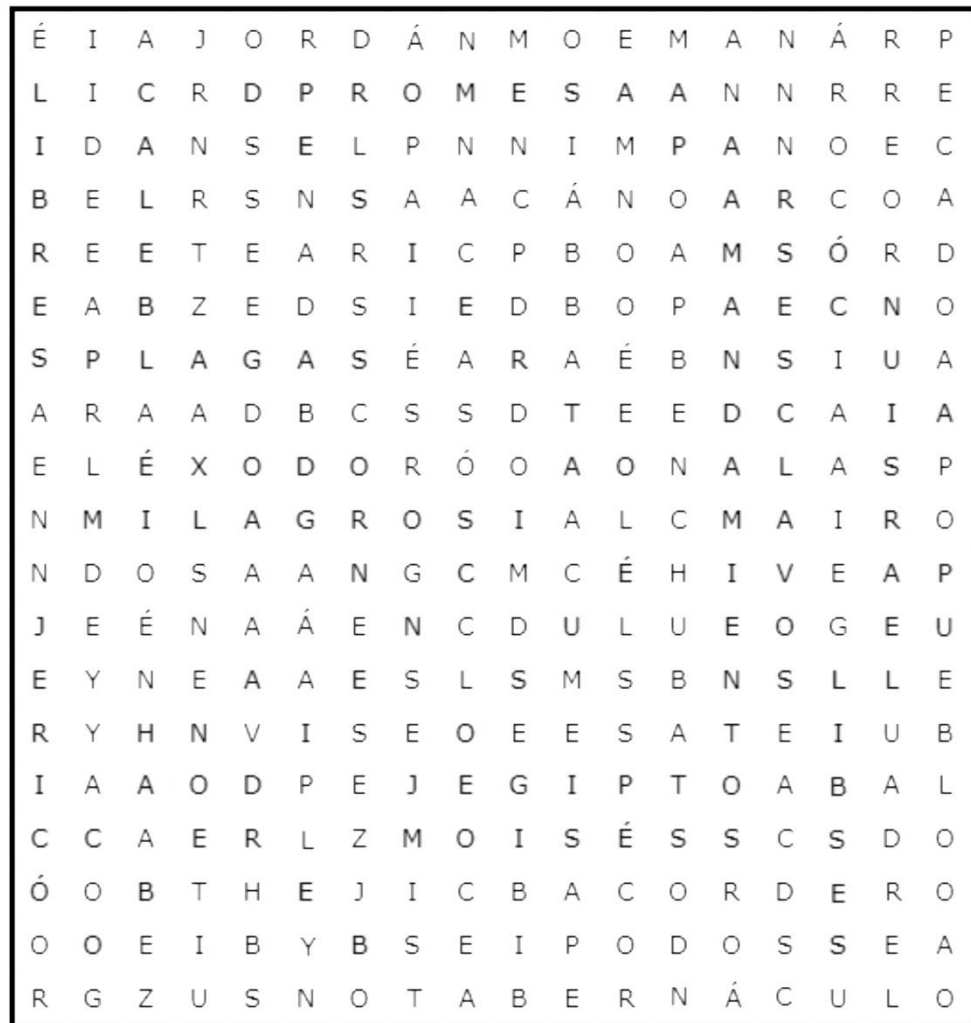 É I A J O R D Á N M O E M A N Á R P
L I C R D P R O M E S A A N N R R E
I D A N S E L P N N I M P A N O E C
B E L R S N S A A C Á N O A R C O A
R E E T E A R I C P B O A M S Ó R D
E A B Z E D S I E D B O P A E C N O
S P L A G A S É A R A É B N S I U A
A R A A D B C S S D T E E D C A I A
E L É X O D O R Ó O A O N A L A S P
N M I L A G R O S I A L C M A I R O
N D O S A A N G C M C É H I V E A P
J E É N A Á E N C D U L U E O G E U
E Y N E A A E S L S M S B N S L L E
R Y H N V I S E O E E S A T E I U B
I A A O D P E J E G I P T O A B A L
C C A E R L Z M O I S É S S C S D O
Ó O B T H E J I C B A C O R D E R O
O O E I B Y B S E I P O D O S S E A
R G Z U S N O T A B E R N Á C U L O